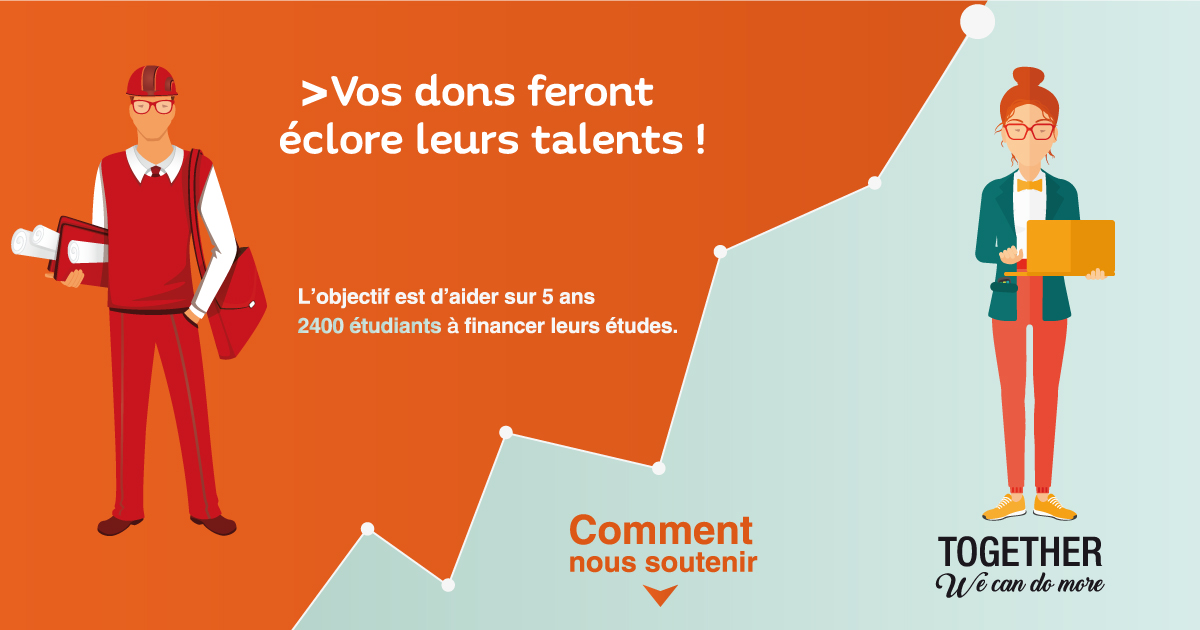 >Vos dons feront
éclore leurs talents !
L’objectif est d’aider sur 5 ans
2400 étudiants à financer leurs études.
Comment
nous soutenir
TOGETHER
We can do more